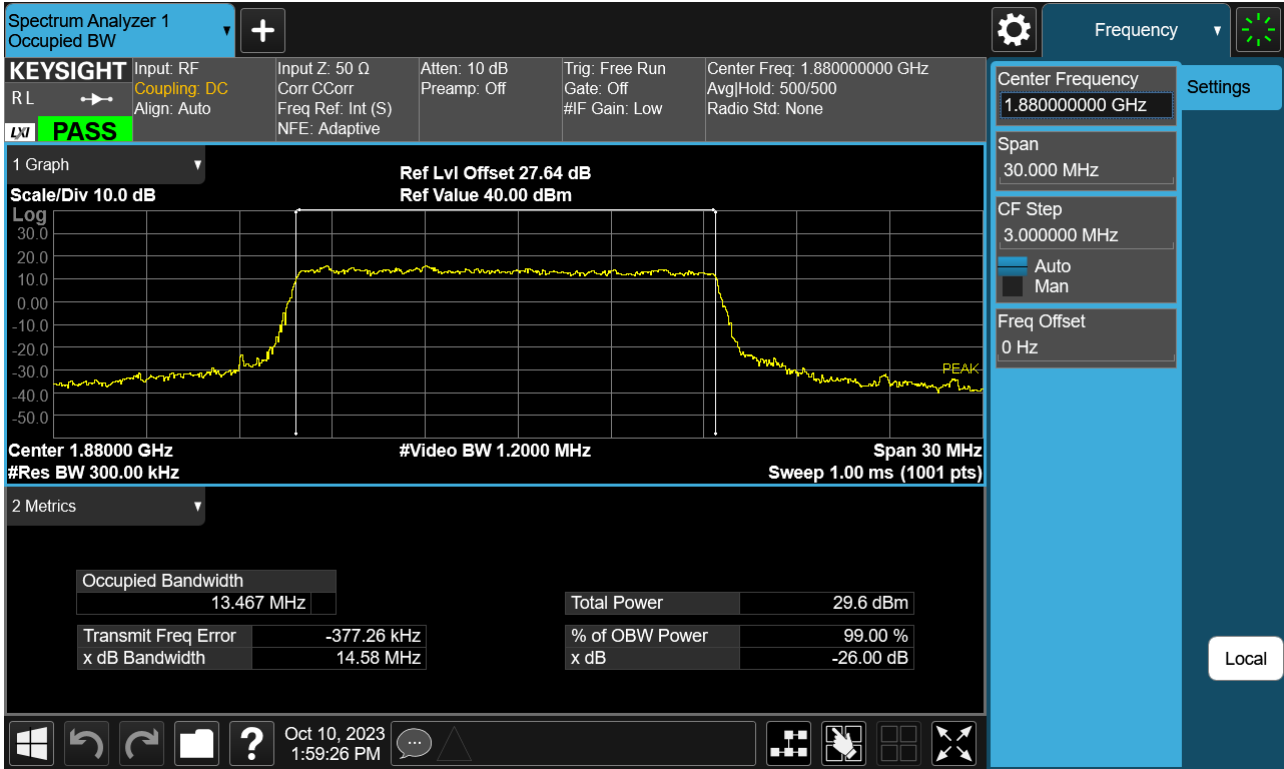 Spectrum Analyzer 1
Occupied BW
Frequency
KEYSIGHT
R L
LXI
PASS
Input: RF
Coupling: DC
Align: Auto
Input Z: 50 Ω
Corr CCorr
Freq Ref: Int (S)
NFE: Adaptive
Atten: 10 dB
Preamp: Off
Trig: Free Run
Gate: Off
#IF Gain: Low
Center Freq: 1.880000000 GHz
Avg|Hold: 500/500
Radio Std: None
Center Frequency
1.880000000 GHz
Settings
Span
30.000 MHz
CF Step
3.000000 MHz
Auto
Man
Freq Offset
0 Hz
Local
1 Graph
Scale/Div 10.0 dB
Ref Lvl Offset 27.64 dB
Ref Value 40.00 dBm
Log
30.0
20.0
10.0
0.00
-10.0
-20.0
-30.0
-40.0
-50.0
PEAK
Center 1.88000 GHz
#Video BW 1.2000 MHz
Span 30 MHz
#Res BW 300.00 kHz
Sweep 1.00 ms (1001 pts)
2 Metrics
Occupied Bandwidth
13.467 MHz
Total Power 29.6 dBm
Transmit Freq Error -377.26 kHz
% of OBW Power 99.00 %
x dB Bandwidth 14.58 MHz
x dB -26.00 dB
?
Oct 10, 2023
1:59:26 PM